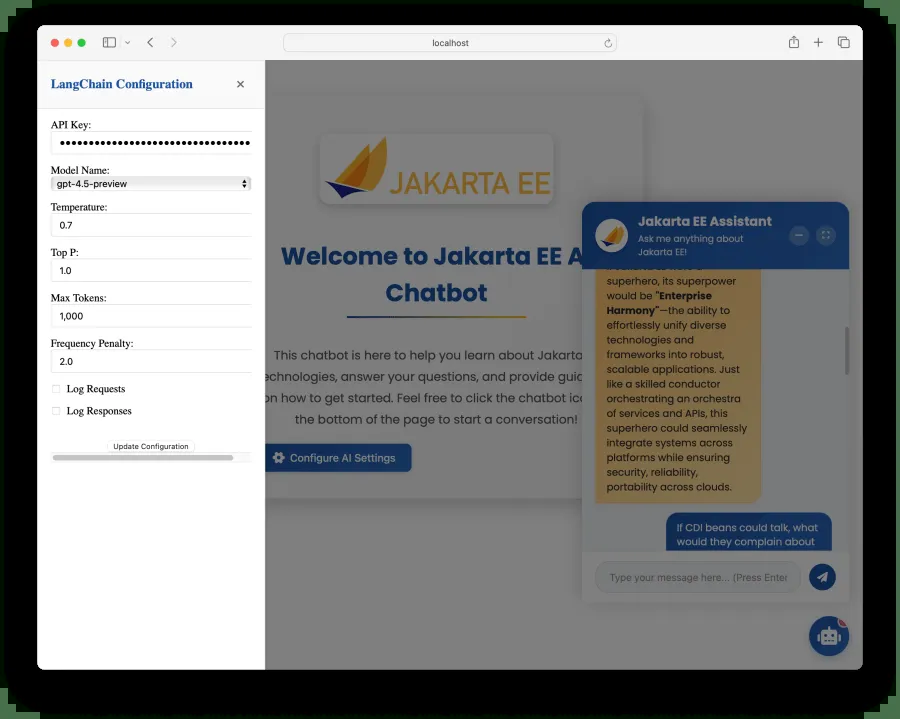 localhost
LangChain Configuration
API Key:
Model Name:
gpt-4.5-preview
Temperature:
0.7
Top P:
1.0
Max Tokens:
1,000
Frequency Penalty:
2.0
Log Requests
Log Responses
Update Configuration
JAKARTA EE
Welcome to Jakarta EE A
Chatbot
This chatbot is here to help you learn about Jakarta
echnologies, answer your questions, and provide guid
on how to get started. Feel free to click the chatbot ico
the bottom of the page to start a conversation!
Configure AI Settings
Jakarta EE Assistant
Ask me anything about
Jakarta EE!
superhero, its superpower
would be "Enterprise
Harmony"—the ability to
effortlessly unify diverse
technologies and
frameworks into robust,
scalable applications. Just
like a skilled conductor
orchestrating an orchestra
of services and APIs, this
superhero could seamlessly
integrate systems across
platforms while ensuring
security, reliability,
portability across clouds.
If CDI beans could talk, what
would they complain about
Type your message here... (Press Enter